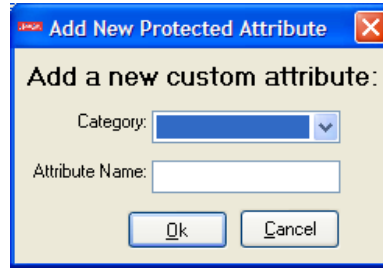 Add New Protected Attribute
Add a new custom attribute:
Category:
Attribute Name:
Ok
Cancel